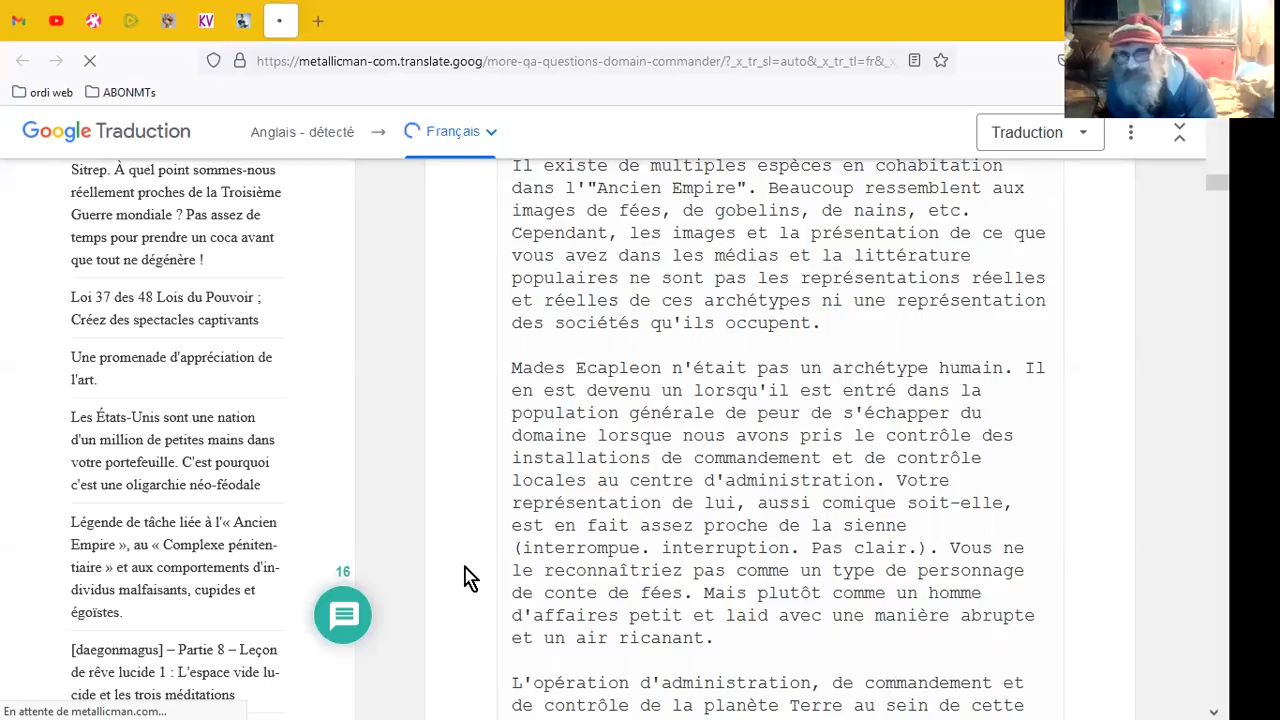 KV
https://metallicman-com.translate.goog/more-qa-questions-domain-commander/?_x_tr_sl=auto&_x_tr_tl=fr&_x
ordi web
ABONMTs
Google Traduction
Anglais - détecté
Français
Traduction
Sitrep. À quel point sommes-nous
réellement proches de la Troisième
Guerre mondiale ? Pas assez de
temps pour prendre un coca avant
que tout ne dégénère !
Loi 37 des 48 Lois du Pouvoir ;
Créez des spectacles captivants
Une promenade d'appréciation de
l'art.
Les États-Unis sont une nation
d'un million de petites mains dans
votre portefeuille. C'est pourquoi
c'est une oligarchie néo-féodale
Légende de tâche liée à l'« Ancien
Empire », au « Complexe péniten-
tiaire » et aux comportements d'in-
dividus malfaisants, cupides et
égoïstes.
[daegonmagus] – Partie 8 – Leçon
de rêve lucide 1 : L'espace vide lu-
cide et les trois méditations
16
Il existe de multiples espèces en cohabitation
dans l'"Ancien Empire". Beaucoup ressemblent aux
images de fées, de gobelins, de nains, etc.
Cependant, les images et la présentation de ce que
vous avez dans les médias et la littérature
populaires ne sont pas les représentations réelles
et réelles de ces archétypes ni une représentation
des sociétés qu'ils occupent.
Mades Ecapleon n'était pas un archétype humain. Il
en est devenu un lorsqu'il est entré dans la
population générale de peur de s'échapper du
domaine lorsque nous avons pris le contrôle des
installations de commandement et de contrôle
locales au centre d'administration. Votre
représentation de lui, aussi comique soit-elle,
est en fait assez proche de la sienne
(interrompue. interruption. Pas clair.). Vous ne
le reconnaîtriez pas comme un type de personnage
de conte de fées. Mais plutôt comme un homme
d'affaires petit et laid avec une manière abrupte
et un air ricanant.
L'opération d'administration, de commandement et
de contrôle de la planète Terre au sein de cette
En attente de metallicman.com...